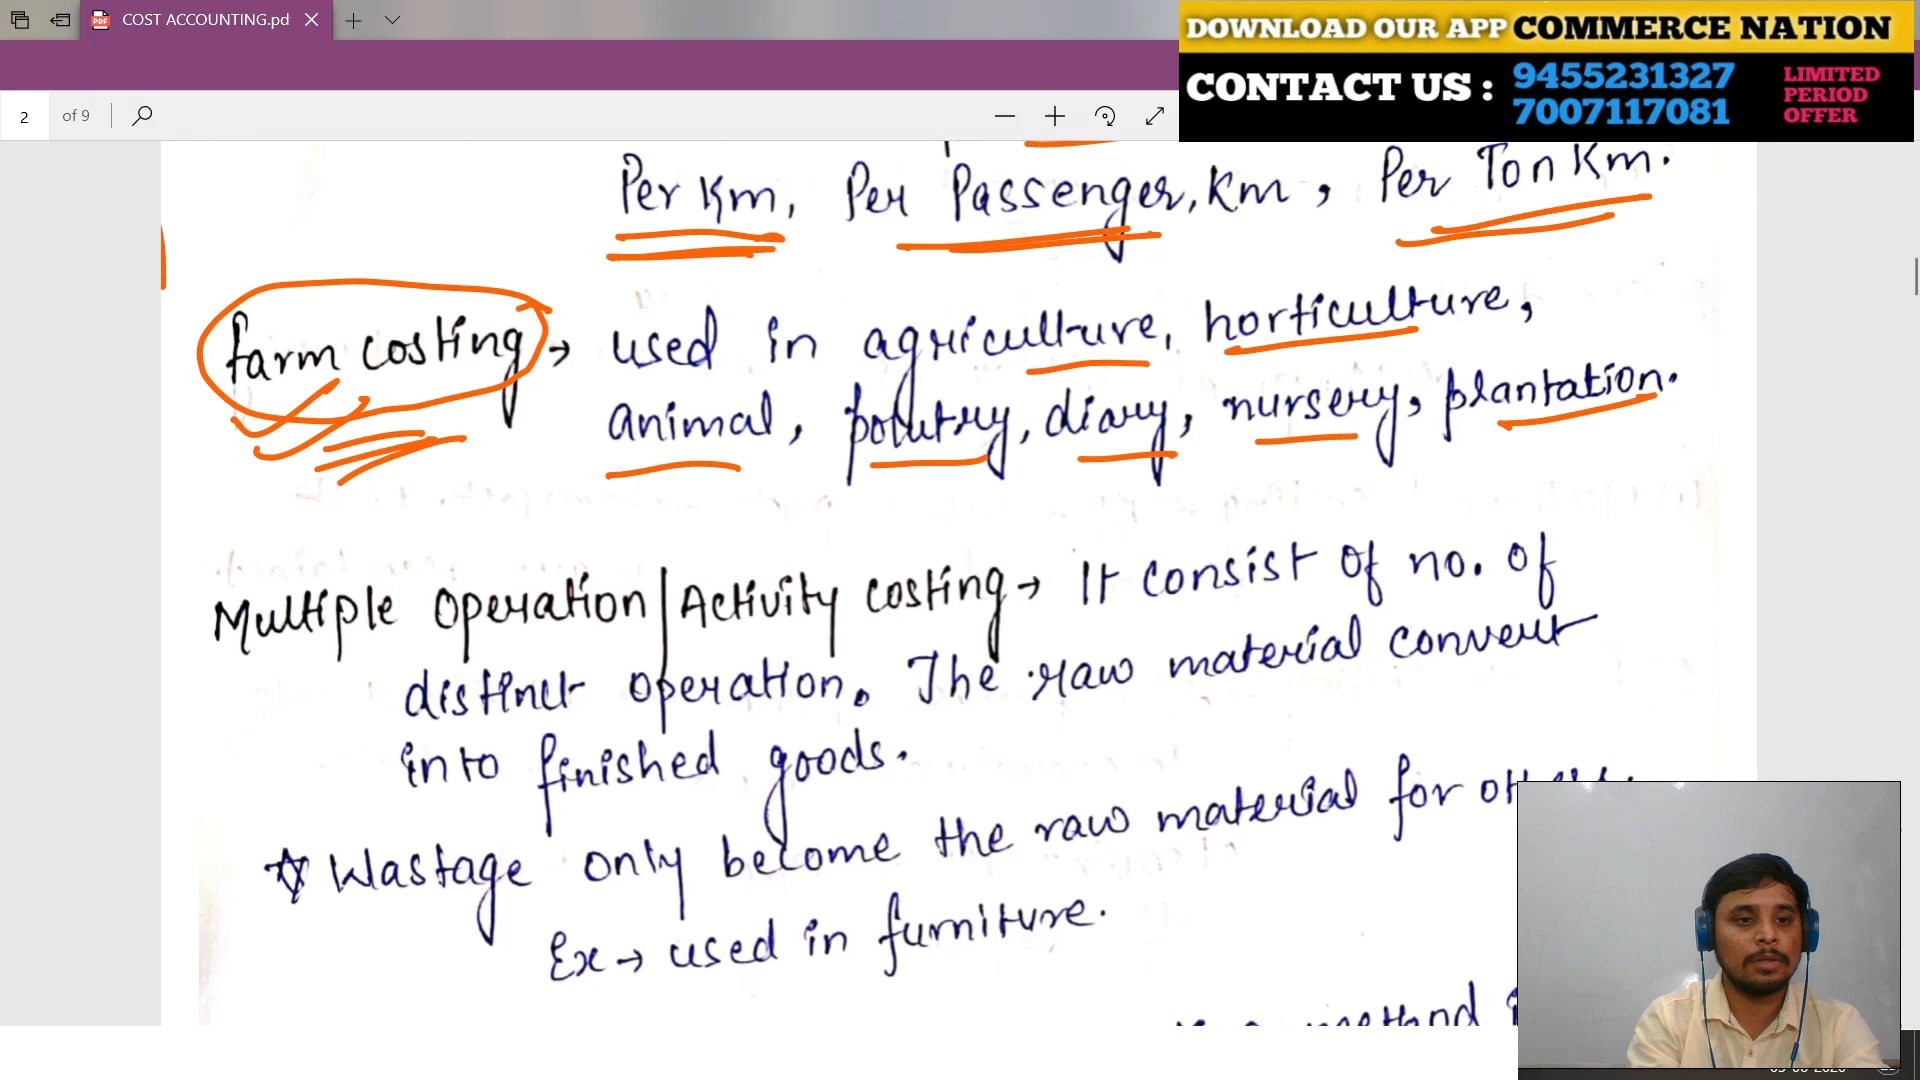 COST ACCOUNTING.pd
DOWNLOAD OUR APP COMMERCE NATION
CONTACT US : 9455231327
7007117081
LIMITED
PERIOD
OFFER
2 of 9
Per Km, Per Passenger, Km, Per Ton Km.
farm costing → used in agriculture, horticulture,
animal, polutry, diary, nursery, plantation.
Multiple operation/Activity costing → It consist of no. of
distinct operation. The raw material convert
into finished goods.
☆ Wastage only become the raw material for
Ex → used in furniture.
method